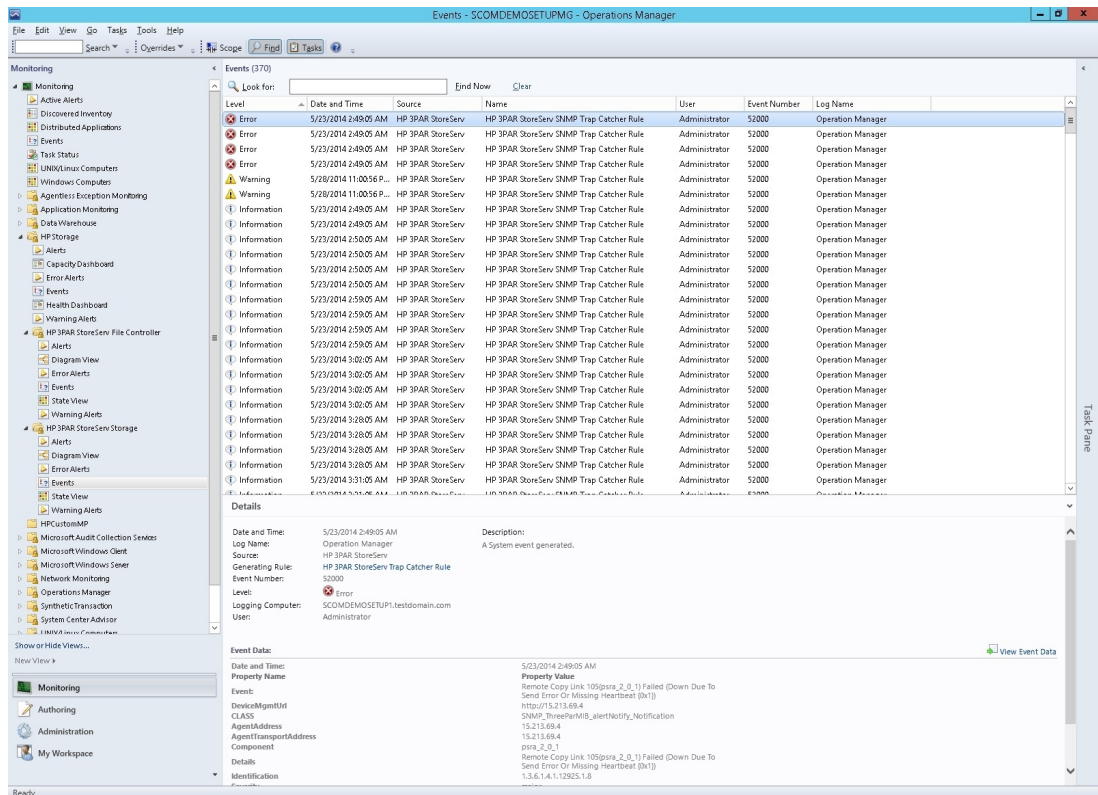 Events - SCOMDEMOSETUPMG - Operations Manager
File Edit View Go Tasks Tools Help
Search Overrides Scope Find Tasks
Monitoring
Monitoring
Active Alerts
Discovered Inventory
Distributed Applications
Events
Task Status
UNIX/Linux Computers
Windows Computers
Agentless Exception Monitoring
Application Monitoring
Data Warehouse
HP Storage
Alerts
Capacity Dashboard
Error Alerts
Events
Health Dashboard
Warning Alerts
HP 3PAR StoreServ File Controller
Alerts
Diagram View
Error Alerts
Events
State View
Warning Alerts
HP 3PAR StoreServ Storage
Alerts
Diagram View
Error Alerts
Events
State View
Warning Alerts
HPCustomMP
Microsoft Audit Collection Services
Microsoft Windows Client
Microsoft Windows Server
Network Monitoring
Operations Manager
Synthetic Transaction
System Center Advisor
UNIX/Linux Computers
Show or Hide Views...
New View
Monitoring
Authoring
Administration
My Workspace
Ready
Events (370)
Look for: Find Now Clear
Level Date and Time Source Name User Event Number Log Name
Error 5/23/2014 2:49:05 AM HP 3PAR StoreServ HP 3PAR StoreServ SNMP Trap Catcher Rule Administrator 52000 Operation Manager
Error 5/23/2014 2:49:05 AM HP 3PAR StoreServ HP 3PAR StoreServ SNMP Trap Catcher Rule Administrator 52000 Operation Manager
Error 5/23/2014 2:49:05 AM HP 3PAR StoreServ HP 3PAR StoreServ SNMP Trap Catcher Rule Administrator 52000 Operation Manager
Error 5/23/2014 2:49:05 AM HP 3PAR StoreServ HP 3PAR StoreServ SNMP Trap Catcher Rule Administrator 52000 Operation Manager
Warning 5/28/2014 11:00:56 P... HP 3PAR StoreServ HP 3PAR StoreServ SNMP Trap Catcher Rule Administrator 52000 Operation Manager
Warning 5/28/2014 11:00:56 P... HP 3PAR StoreServ HP 3PAR StoreServ SNMP Trap Catcher Rule Administrator 52000 Operation Manager
Information 5/23/2014 2:49:05 AM HP 3PAR StoreServ HP 3PAR StoreServ SNMP Trap Catcher Rule Administrator 52000 Operation Manager
Information 5/23/2014 2:49:05 AM HP 3PAR StoreServ HP 3PAR StoreServ SNMP Trap Catcher Rule Administrator 52000 Operation Manager
Information 5/23/2014 2:50:05 AM HP 3PAR StoreServ HP 3PAR StoreServ SNMP Trap Catcher Rule Administrator 52000 Operation Manager
Information 5/23/2014 2:50:05 AM HP 3PAR StoreServ HP 3PAR StoreServ SNMP Trap Catcher Rule Administrator 52000 Operation Manager
Information 5/23/2014 2:50:05 AM HP 3PAR StoreServ HP 3PAR StoreServ SNMP Trap Catcher Rule Administrator 52000 Operation Manager
Information 5/23/2014 2:50:05 AM HP 3PAR StoreServ HP 3PAR StoreServ SNMP Trap Catcher Rule Administrator 52000 Operation Manager
Information 5/23/2014 2:59:05 AM HP 3PAR StoreServ HP 3PAR StoreServ SNMP Trap Catcher Rule Administrator 52000 Operation Manager
Information 5/23/2014 2:59:05 AM HP 3PAR StoreServ HP 3PAR StoreServ SNMP Trap Catcher Rule Administrator 52000 Operation Manager
Information 5/23/2014 2:59:05 AM HP 3PAR StoreServ HP 3PAR StoreServ SNMP Trap Catcher Rule Administrator 52000 Operation Manager
Information 5/23/2014 2:59:05 AM HP 3PAR StoreServ HP 3PAR StoreServ SNMP Trap Catcher Rule Administrator 52000 Operation Manager
Information 5/23/2014 3:02:05 AM HP 3PAR StoreServ HP 3PAR StoreServ SNMP Trap Catcher Rule Administrator 52000 Operation Manager
Information 5/23/2014 3:02:05 AM HP 3PAR StoreServ HP 3PAR StoreServ SNMP Trap Catcher Rule Administrator 52000 Operation Manager
Information 5/23/2014 3:02:05 AM HP 3PAR StoreServ HP 3PAR StoreServ SNMP Trap Catcher Rule Administrator 52000 Operation Manager
Information 5/23/2014 3:02:05 AM HP 3PAR StoreServ HP 3PAR StoreServ SNMP Trap Catcher Rule Administrator 52000 Operation Manager
Information 5/23/2014 3:28:05 AM HP 3PAR StoreServ HP 3PAR StoreServ SNMP Trap Catcher Rule Administrator 52000 Operation Manager
Information 5/23/2014 3:28:05 AM HP 3PAR StoreServ HP 3PAR StoreServ SNMP Trap Catcher Rule Administrator 52000 Operation Manager
Information 5/23/2014 3:28:05 AM HP 3PAR StoreServ HP 3PAR StoreServ SNMP Trap Catcher Rule Administrator 52000 Operation Manager
Information 5/23/2014 3:28:05 AM HP 3PAR StoreServ HP 3PAR StoreServ SNMP Trap Catcher Rule Administrator 52000 Operation Manager
Information 5/23/2014 3:31:05 AM HP 3PAR StoreServ HP 3PAR StoreServ SNMP Trap Catcher Rule Administrator 52000 Operation Manager
Task Pane
Details
Date and Time: 5/23/2014 2:49:05 AM Description:
Log Name: Operation Manager A System event generated.
Source: HP 3PAR StoreServ
Generating Rule: HP 3PAR StoreServ Trap Catcher Rule
Event Number: 52000
Level: Error
Logging Computer: SCOMDEMOSETUP1.testdomain.com
User: Administrator
Event Data: View Event Data
Date and Time: 5/23/2014 2:49:05 AM
Property Name Property Value
Event: Remote Copy Link 105(psra_2_0_1) Failed (Down Due To
Send Error Or Missing Heartbeat {0x1})
DeviceMgmtUrl http://15.213.69.4
CLASS SNMP_ThreeParMIB_alertNotify_Notification
AgentAddress 15.213.69.4
AgentTransportAddress 15.213.69.4
Component psra_2_0_1
Details Remote Copy Link 105(psra_2_0_1) Failed (Down Due To
Send Error Or Missing Heartbeat {0x1})
Identification 1.3.6.1.4.1.12925.1.8